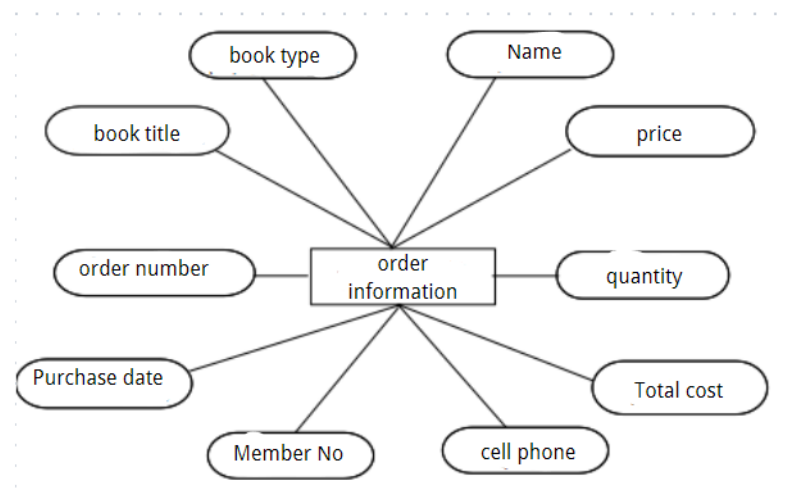 book type
Name
book title
price
order number
order
information
quantity
Purchase date
Total cost
Member No
cell phone